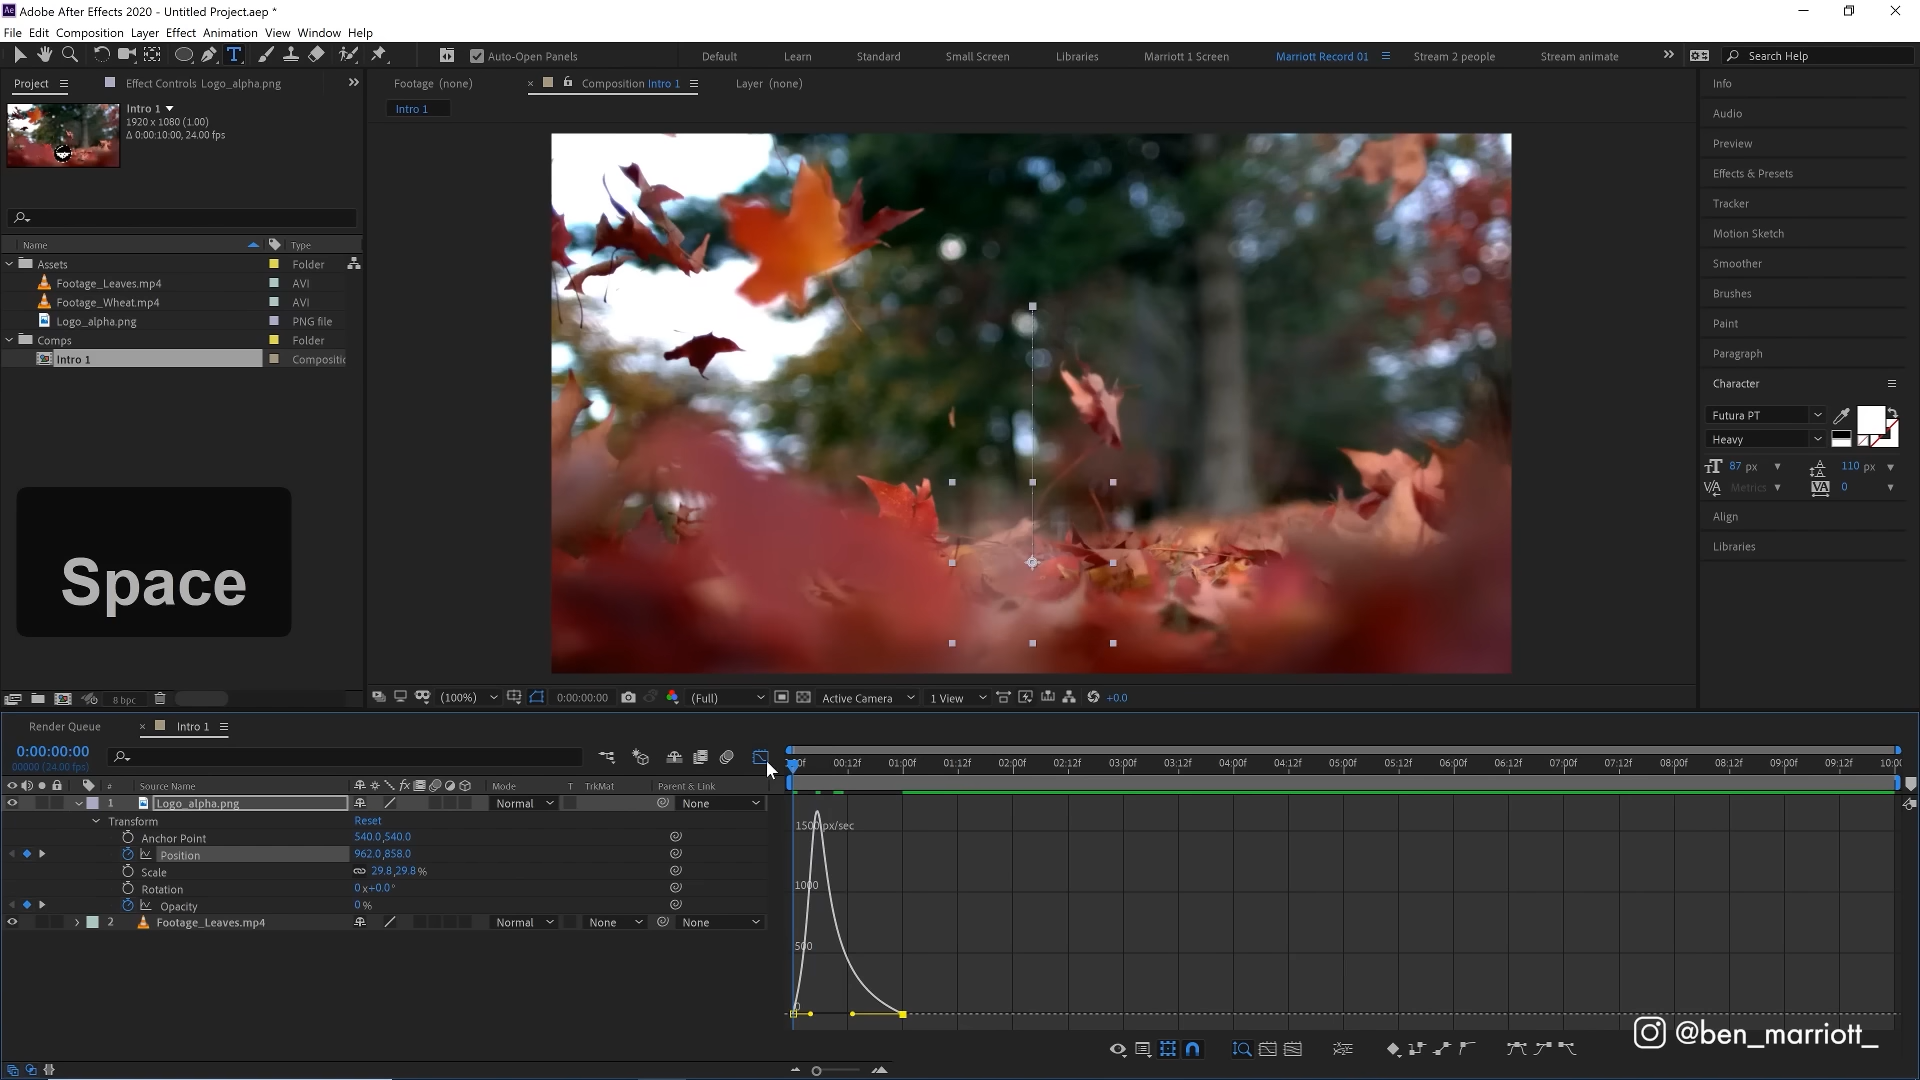 Adobe After Effects 2020 - Untitled Project.aep *
File Edit Composition Layer Effect Animation View Window Help
Auto-Open Panels Default Learn Standard Small Screen Libraries Marriott 1 Screen Marriott Record 01 Stream 2 people Stream animate Search Help
Project Effect Controls Logo_alpha.png
Footage (none) Composition Intro 1 Layer (none)
Intro 1
Intro 1
1920 x 1080 (1.00)
Δ 0:00:10:00, 24.00 fps
Name Type
Assets Folder
Footage_Leaves.mp4 AVI
Footage_Wheat.mp4 AVI
Logo_alpha.png PNG file
Comps Folder
Intro 1 Compositic
Space
8 bpc
Info
Audio
Preview
Effects & Presets
Tracker
Motion Sketch
Smoother
Brushes
Paint
Paragraph
Character
Futura PT
Heavy
87 px 110 px
Metrics 0
Align
Libraries
(100%) 0:00:00:00 (Full) Active Camera 1 View +0.0
Render Queue Intro 1
0:00:00:00
00000 (24.00 fps)
# Source Name Mode T TrkMat Parent & Link
1 Logo_alpha.png Normal None
Transform Reset
Anchor Point 540.0,540.0
Position 962.0,858.0
Scale 29.8,29.8 %
Rotation 0x+0.0°
Opacity 0 %
2 Footage_Leaves.mp4 Normal None None
00:12f 01:00f 01:12f 02:00f 02:12f 03:00f 03:12f 04:00f 04:12f 05:00f 05:12f 06:00f 06:12f 07:00f 07:12f 08:00f 08:12f 09:00f 09:12f 10:0
1500 px/sec
1000
500
0
@ben_marriott_